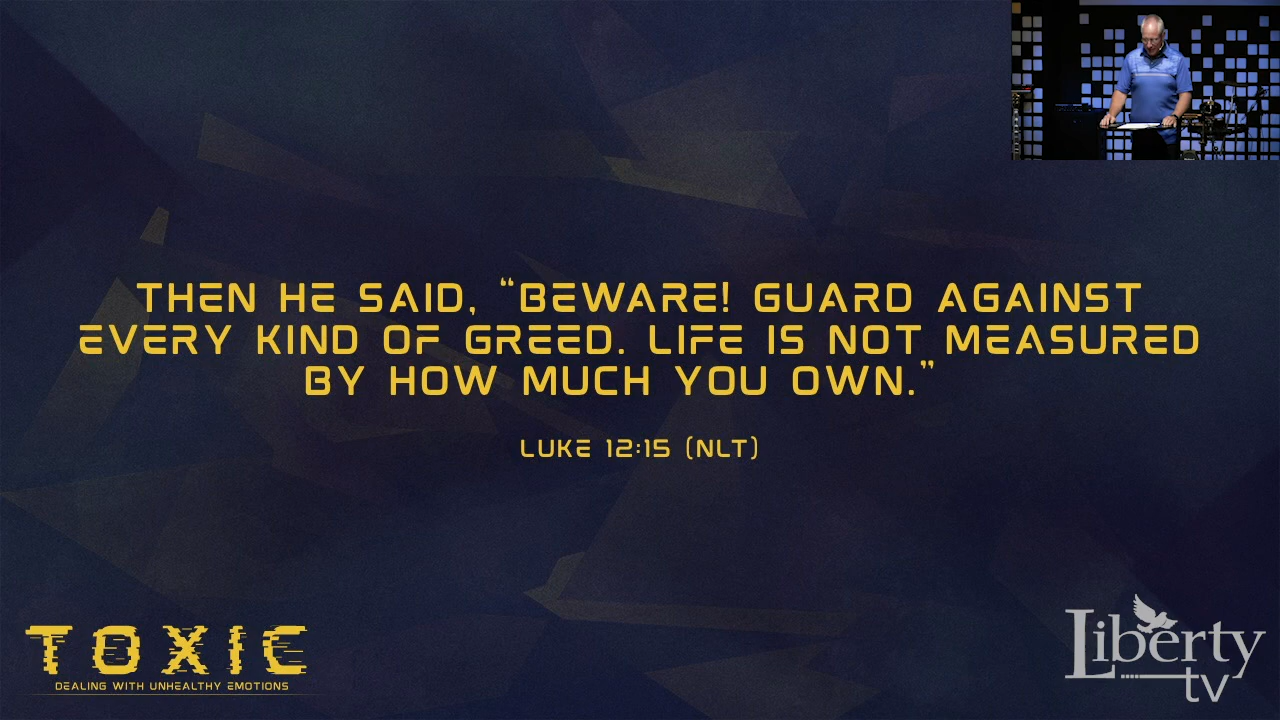 THEN HE SAID, “BEWARE! GUARD AGAINST
EVERY KIND OF GREED. LIFE IS NOT MEASURED
BY HOW MUCH YOU OWN.”
LUKE 12:15 (NLT)
TOXIC
DEALING WITH UNHEALTHY EMOTIONS
Liberty
tv